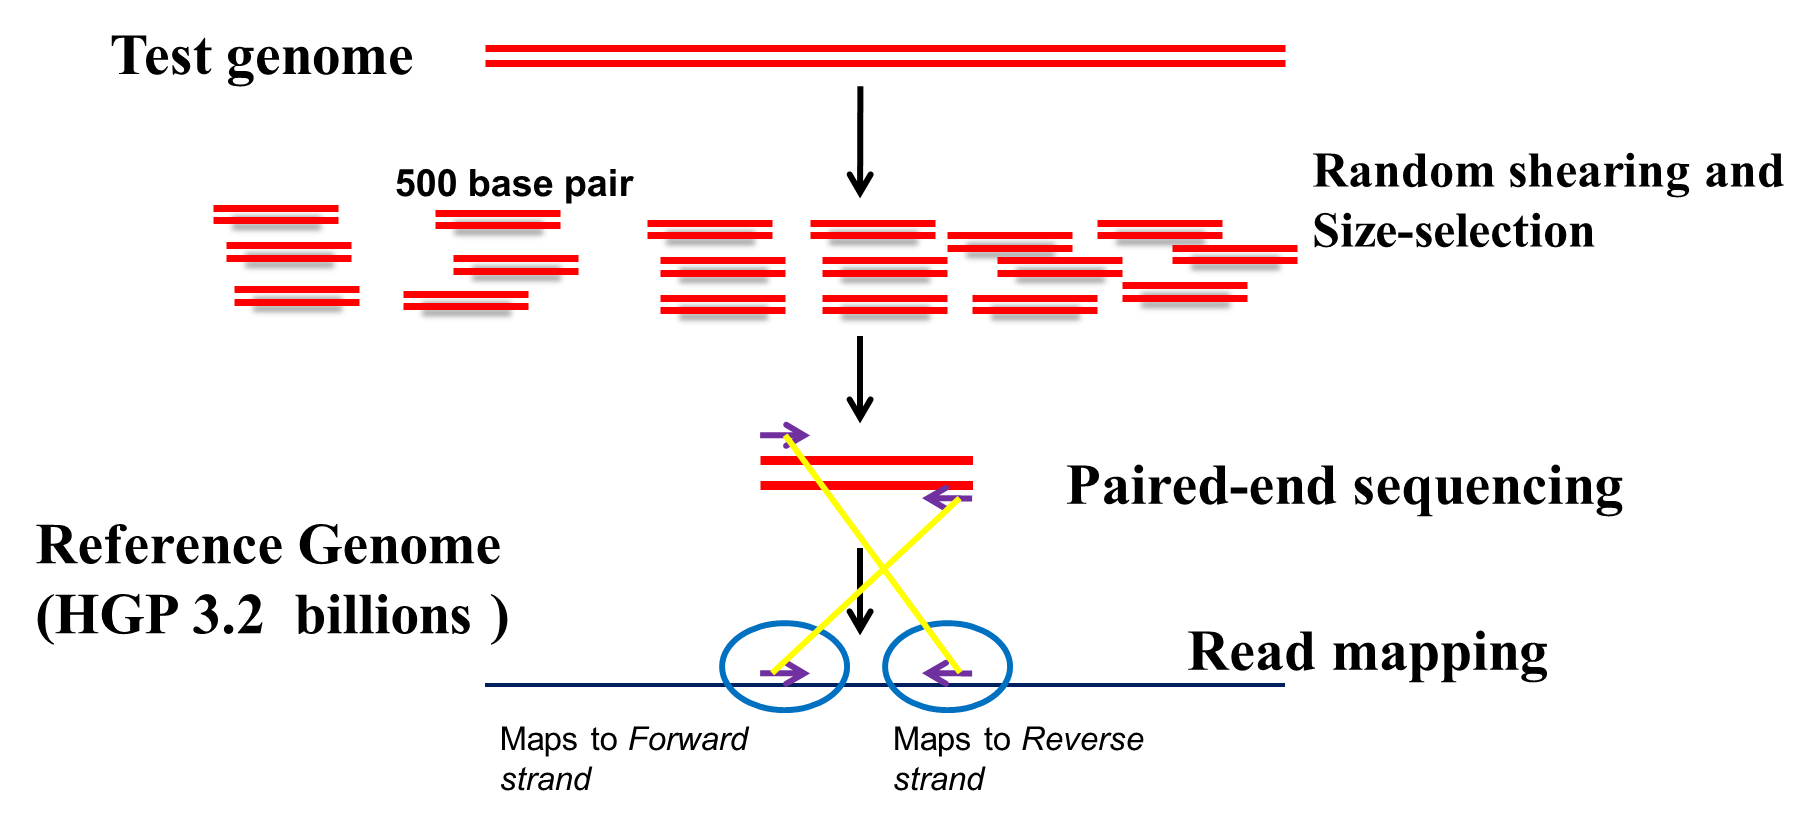 Test genome
500 base pair
Random shearing and
Size-selection
Paired-end sequencing
Reference Genome
(HGP 3.2 billions )
Read mapping
Maps to Forward
strand
Maps to Reverse
strand